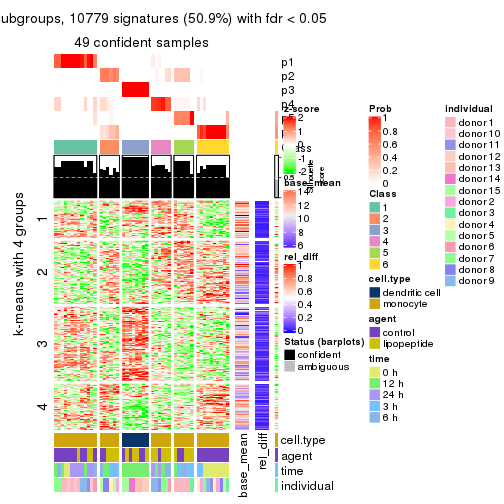 ubgroups, 10779 signatures (50.9%) with fdr < 0.05
49 confident samples
k-means with 4 groups
1
2
3
4
p1
p2
p3
p4
z-score
2
1
0
-1
-2
base_mean
14
12
10
8
6
rel_diff
1
0.8
0.6
0.4
0.2
0
Status (barplots)
confident
ambiguous
Silhouette
score
Prob
1
0.8
0.6
0.4
0.2
0
Class
1
2
3
4
5
6
cell.type
dendritic cell
monocyte
agent
control
lipopeptide
time
0 h
12 h
24 h
3 h
6 h
individual
donor 1
donor 10
donor 11
donor 12
donor 13
donor 14
donor 15
donor 2
donor 3
donor 4
donor 5
donor 6
donor 7
donor 8
donor 9
base_mean
rel_diff
cell.type
agent
time
individual